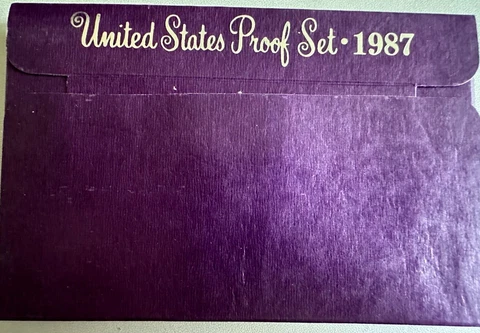 United States Proof Set • 1987